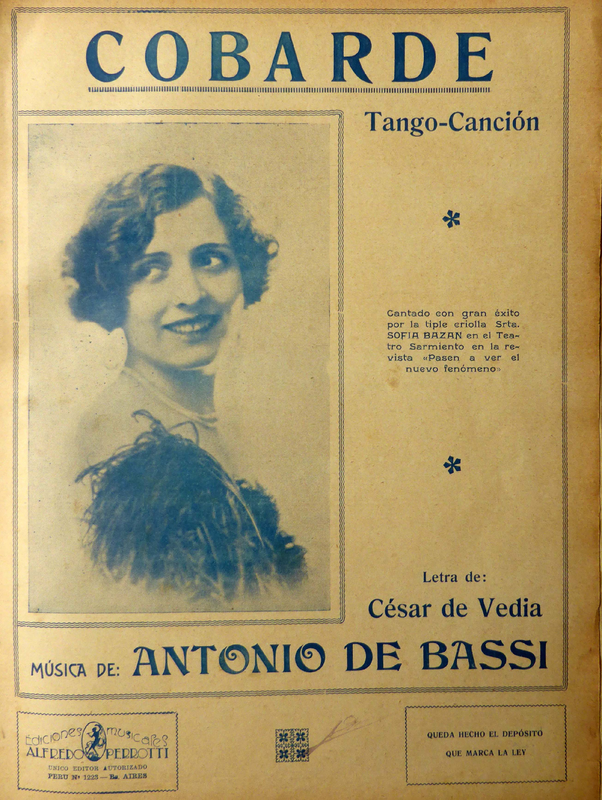 COBARDE
Tango-Canción
Cantado con gran éxito
por la tiple criolla Srta.
SOFIA BAZAN en el Tea-
tro Sarmiento en la re-
vista «Pasen a ver el
nuevo fenómeno»
Letra de:
César de Vedia
MÚSICA DE: ANTONIO DE BASSI
Ediciones musicales
ALFREDO PERROTTI
UNICO EDITOR AUTORIZADO
PERU Nº 1225 — Bs. AIRES
QUEDA HECHO EL DEPÓSITO
QUE MARCA LA LEY